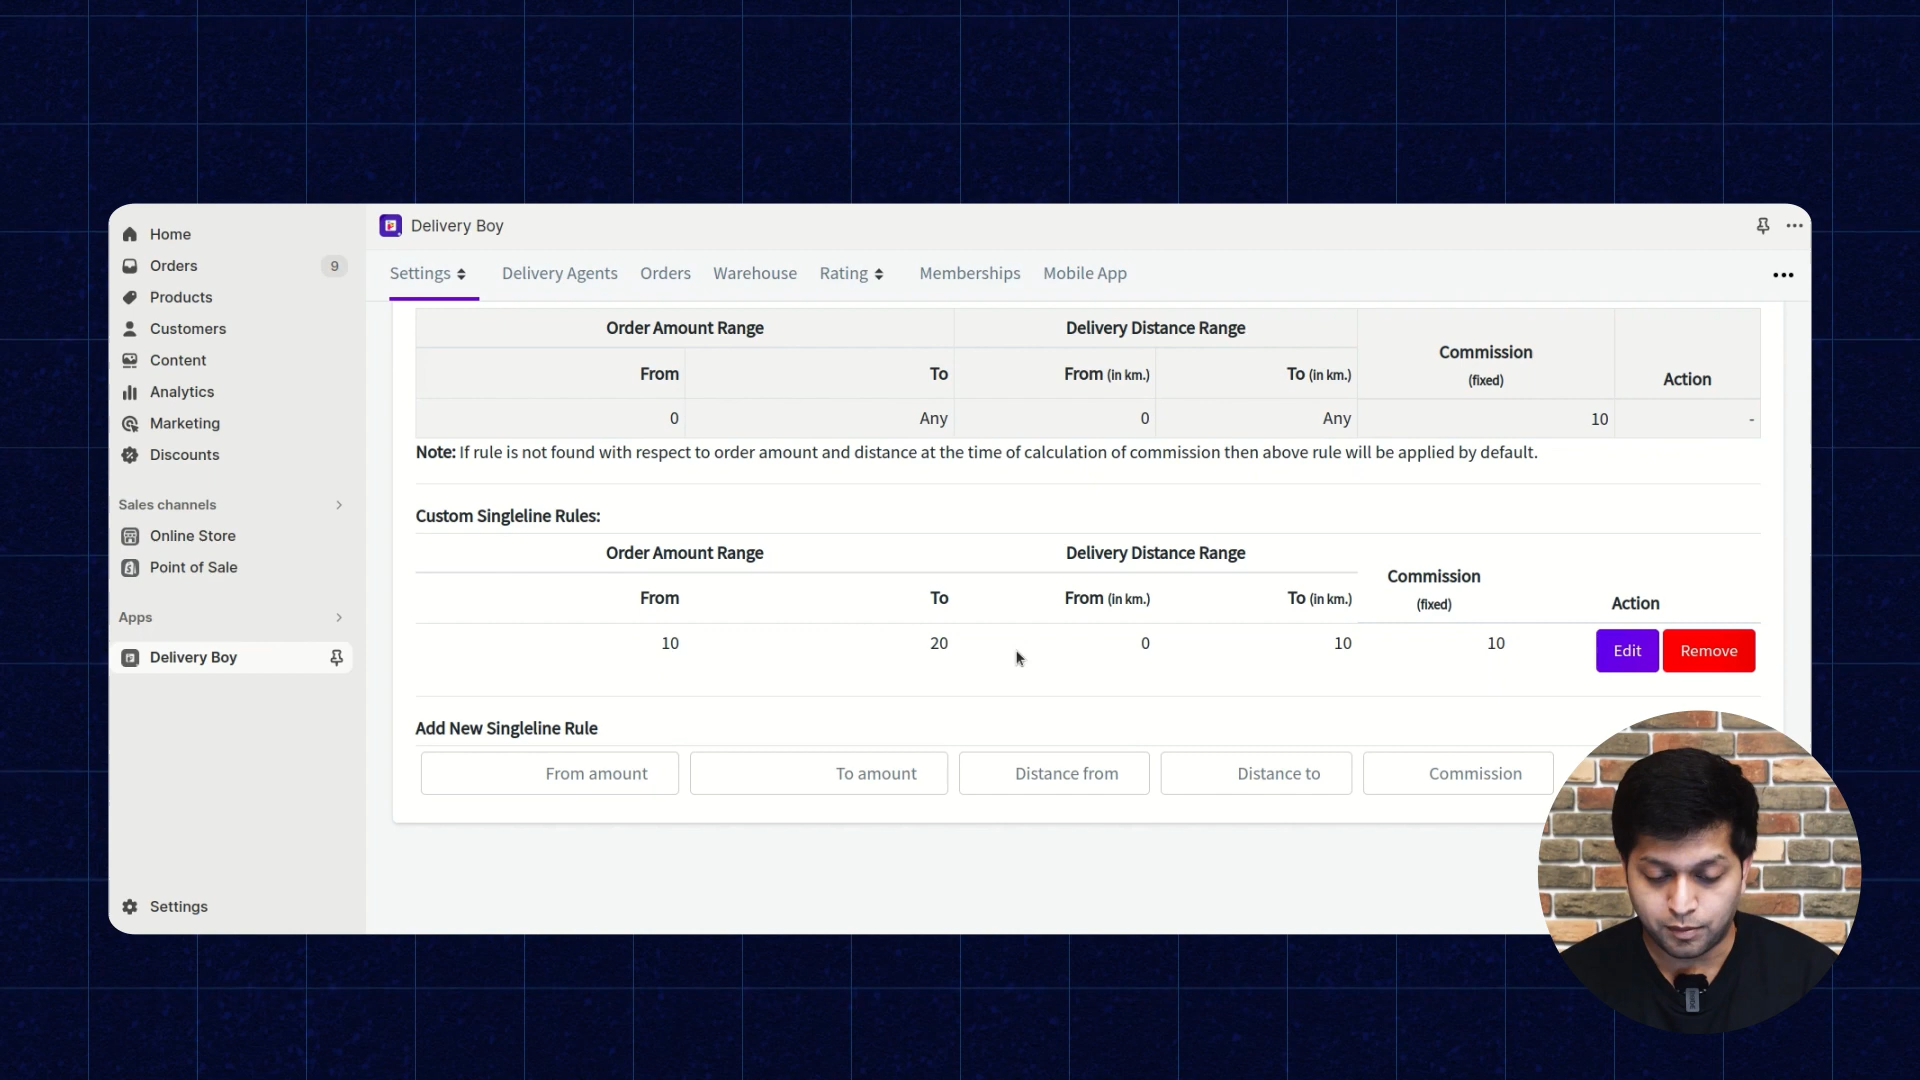 Home
Orders 9
Products
Customers
Content
Analytics
Marketing
Discounts
Sales channels
Online Store
Point of Sale
Apps
Delivery Boy
Settings
Delivery Boy
Settings Delivery Agents Orders Warehouse Rating Memberships Mobile App
Order Amount Range Delivery Distance Range Commission (fixed) Action
From To From (in km.) To (in km.)
0 Any 0 Any 10 -
Note: If rule is not found with respect to order amount and distance at the time of calculation of commission then above rule will be applied by default.
Custom Singleline Rules:
Order Amount Range Delivery Distance Range Commission (fixed) Action
From To From (in km.) To (in km.)
10 20 0 10 10 Edit Remove
Add New Singleline Rule
From amount To amount Distance from Distance to Commission